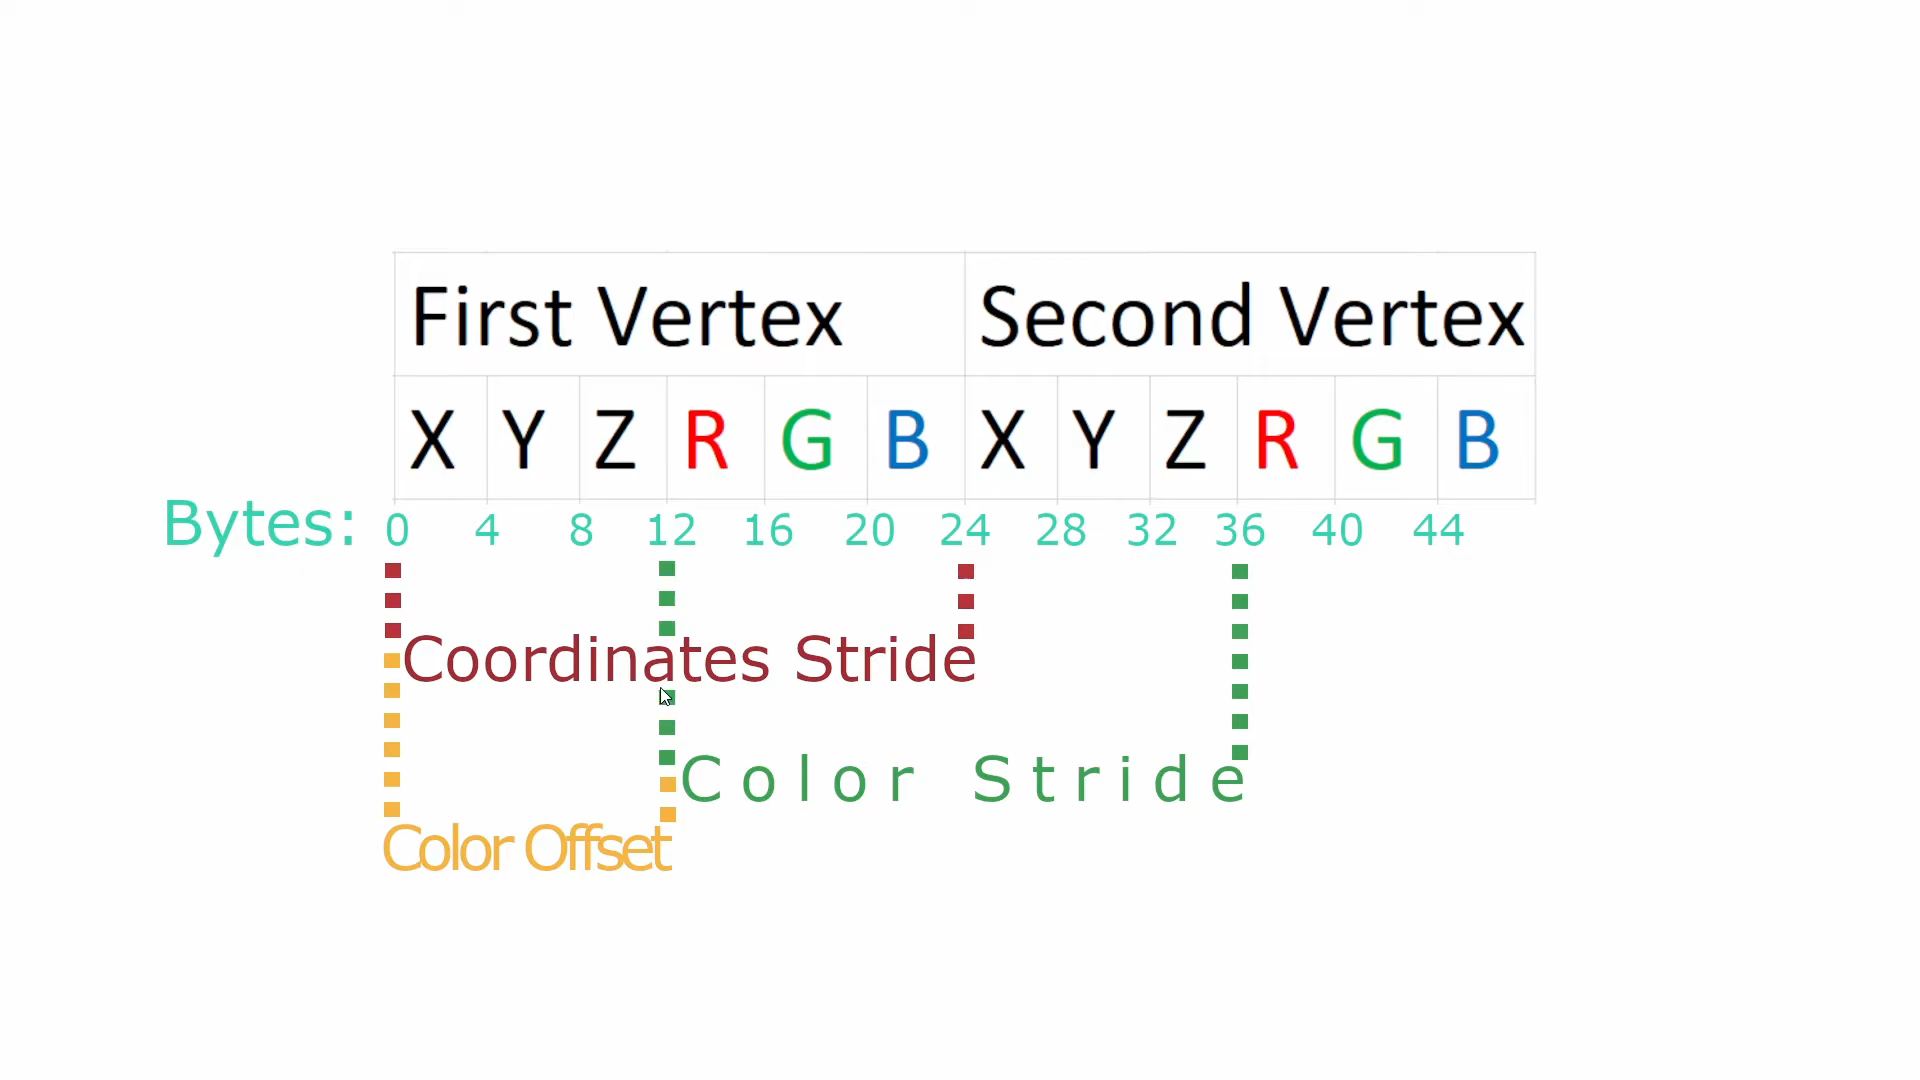 First Vertex Second Vertex
X Y Z R G B X Y Z R G B
Bytes: 0 4 8 12 16 20 24 28 32 36 40 44
Coordinates Stride
Color Stride
Color Offset